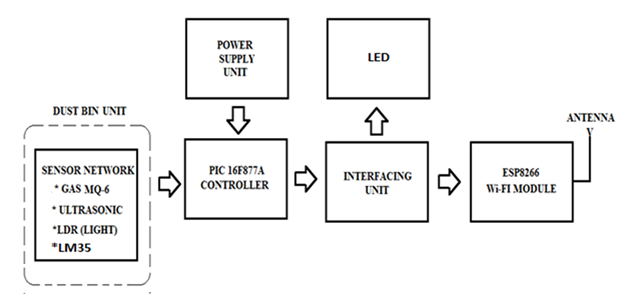 POWER
SUPPLY
UNIT
LED
DUST BIN UNIT
ANTENNA
SENSOR NETWORK
* GAS MQ-6
* ULTRASONIC
*LDR (LIGHT)
*LM35
PIC 16F877A
CONTROLLER
INTERFACING
UNIT
ESP8266
Wi-FI MODULE